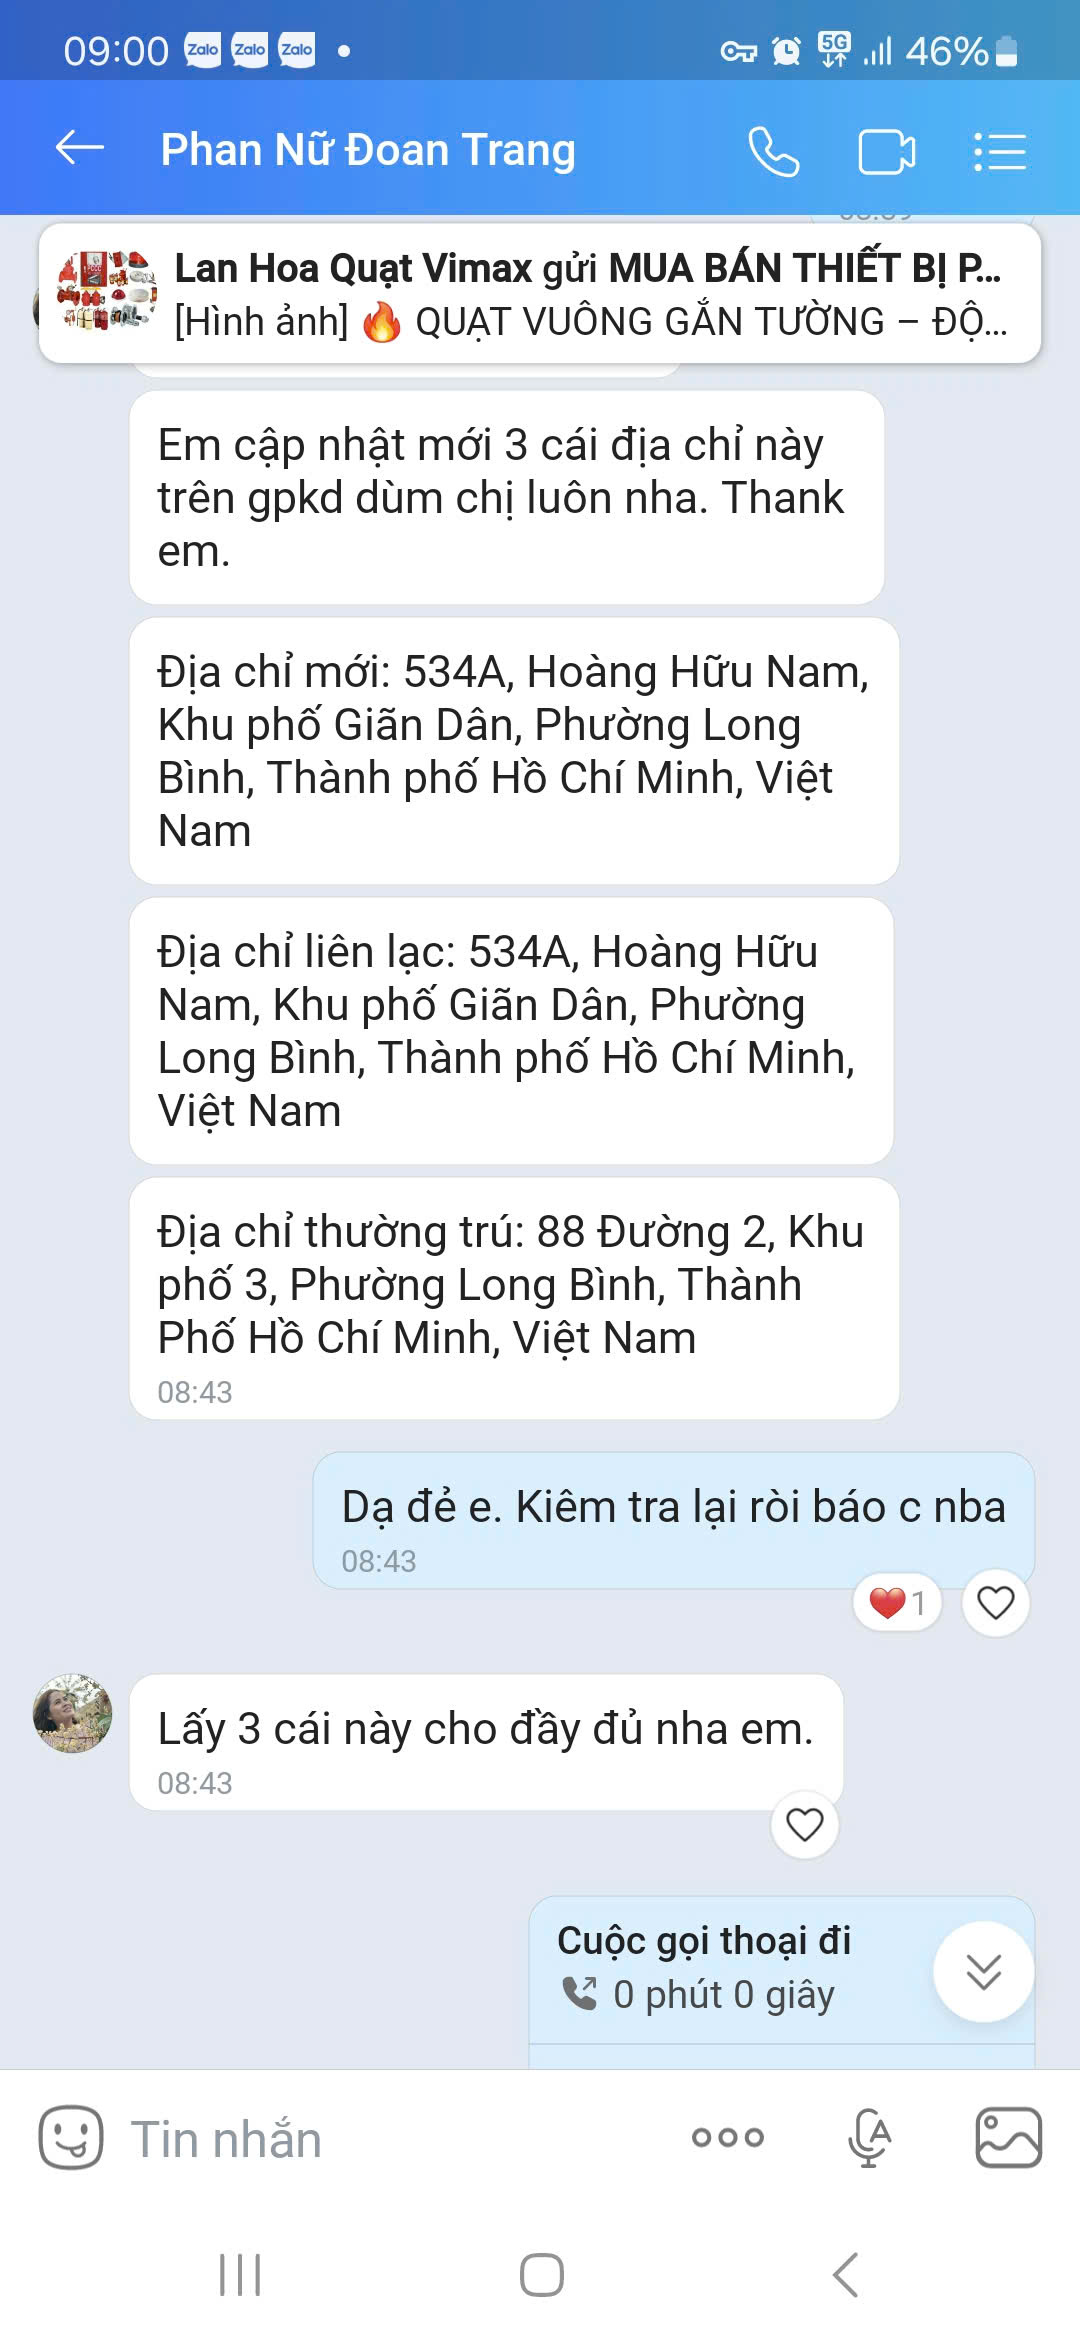 09:00 Zalo Zalo Zalo 5G 46%
Phan Nữ Đoan Trang
Lan Hoa Quạt Vimax gửi MUA BÁN THIẾT BỊ P...
[Hình ảnh] 🔥 QUẠT VUÔNG GẮN TƯỜNG – ĐỘ...
Em cập nhật mới 3 cái địa chỉ này
trên gpkd dùm chị luôn nha. Thank
em.
Địa chỉ mới: 534A, Hoàng Hữu Nam,
Khu phố Giãn Dân, Phường Long
Bình, Thành phố Hồ Chí Minh, Việt
Nam
Địa chỉ liên lạc: 534A, Hoàng Hữu
Nam, Khu phố Giãn Dân, Phường
Long Bình, Thành phố Hồ Chí Minh,
Việt Nam
Địa chỉ thường trú: 88 Đường 2, Khu
phố 3, Phường Long Bình, Thành
Phố Hồ Chí Minh, Việt Nam
08:43
Dạ đẻ e. Kiêm tra lại ròi báo c nba
08:43
❤️ 1
Lấy 3 cái này cho đầy đủ nha em.
08:43
Cuộc gọi thoại đi
0 phút 0 giây
Tin nhắn